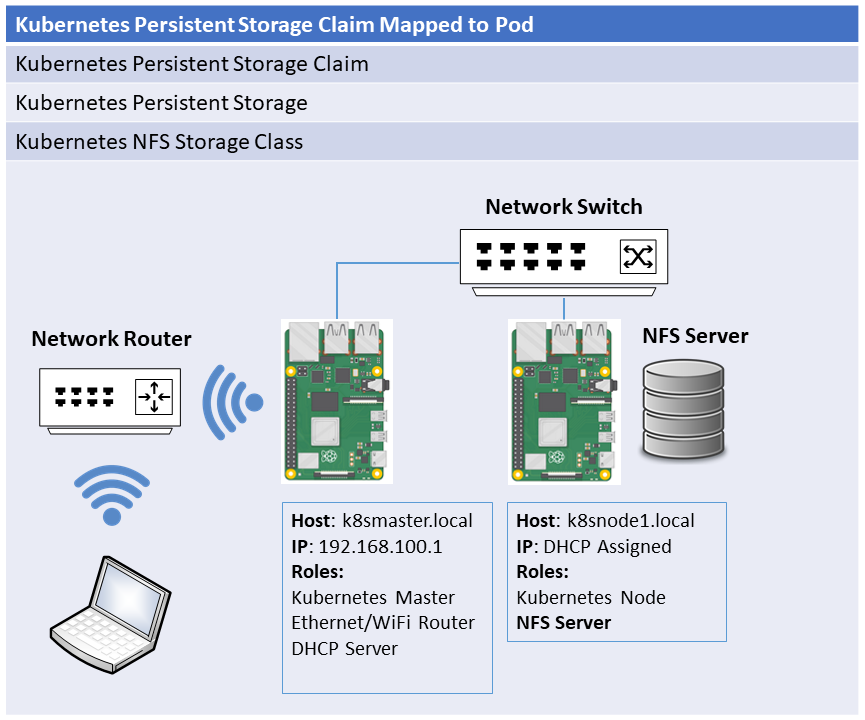 Kubernetes Persistent Storage Claim Mapped to Pod
Kubernetes Persistent Storage Claim
Kubernetes Persistent Storage
Kubernetes NFS Storage Class
Network Switch
Network Router
NFS Server
Host: k8smaster.local
IP: 192.168.100.1
Roles:
Kubernetes Master
Ethernet/WiFi Router
DHCP Server
Host: k8snode1.local
IP: DHCP Assigned
Roles:
Kubernetes Node
NFS Server